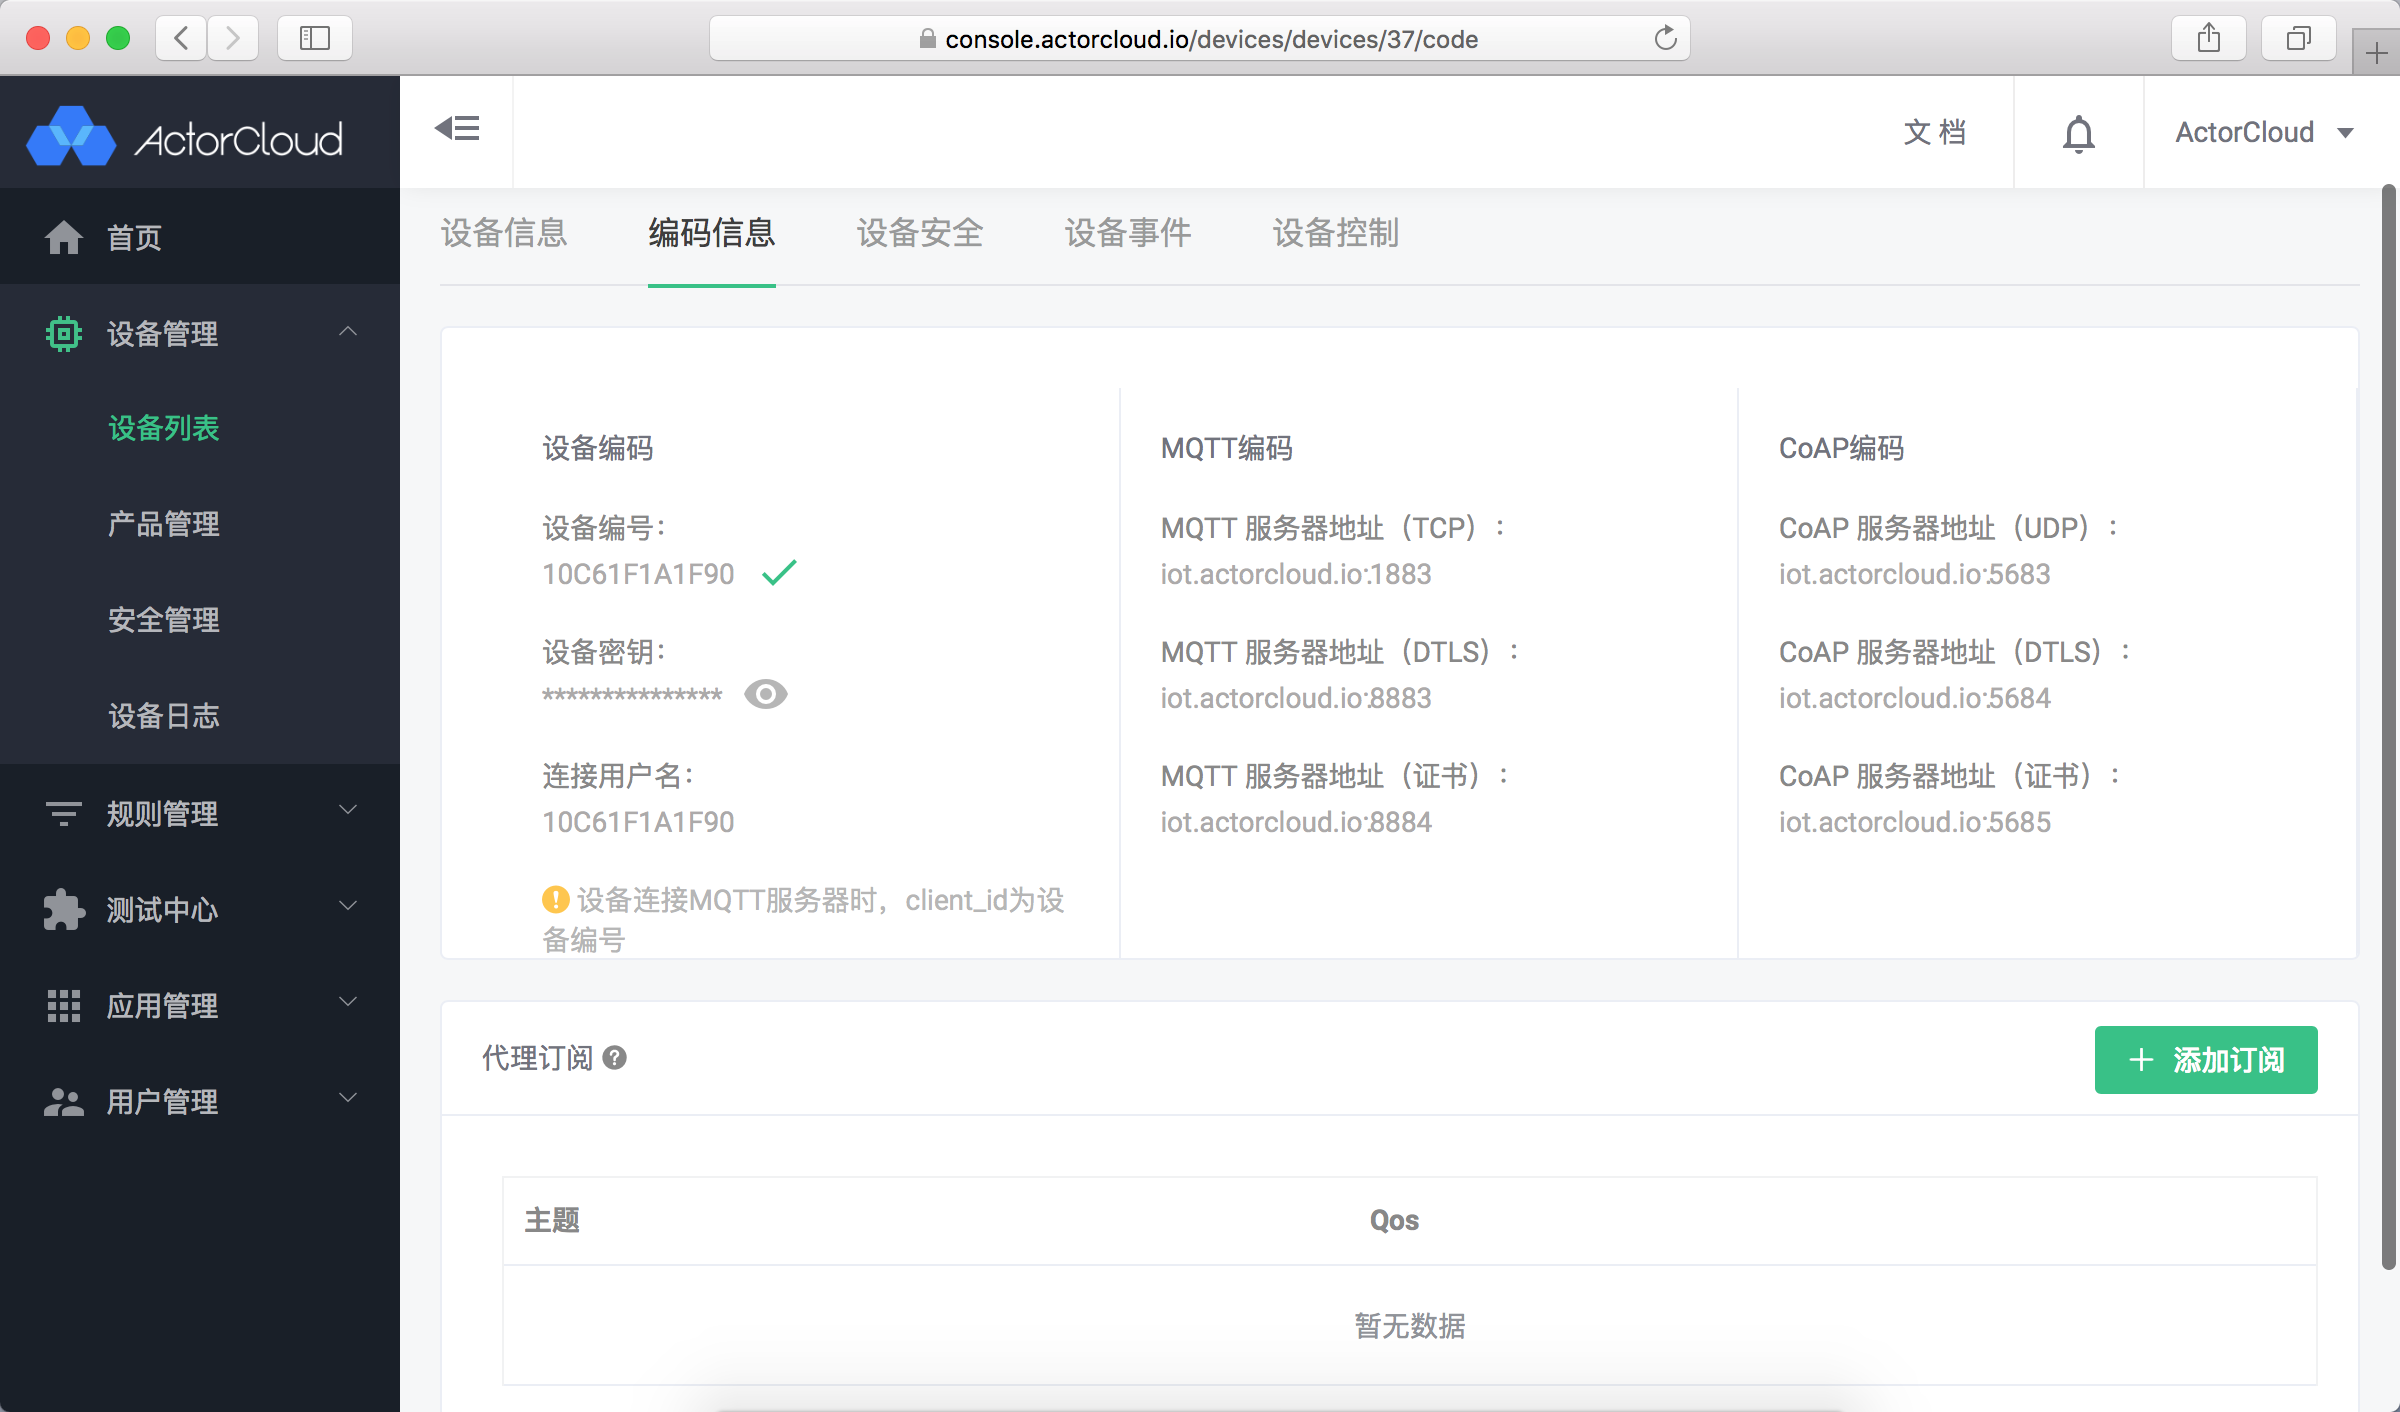 console.actorcloud.io/devices/devices/37/code
ActorCloud
文 档
ActorCloud
首页
设备管理
设备列表
产品管理
安全管理
设备日志
规则管理
测试中心
应用管理
用户管理
设备信息
编码信息
设备安全
设备事件
设备控制
设备编码
设备编号：
10C61F1A1F90
设备密钥：
***************
连接用户名：
10C61F1A1F90
设备连接MQTT服务器时，client_id为设
备编号
MQTT编码
MQTT 服务器地址（TCP）：
iot.actorcloud.io:1883
MQTT 服务器地址（DTLS）：
iot.actorcloud.io:8883
MQTT 服务器地址（证书）：
iot.actorcloud.io:8884
CoAP编码
CoAP 服务器地址（UDP）：
iot.actorcloud.io:5683
CoAP 服务器地址（DTLS）：
iot.actorcloud.io:5684
CoAP 服务器地址（证书）：
iot.actorcloud.io:5685
代理订阅
添加订阅
主题
Qos
暂无数据